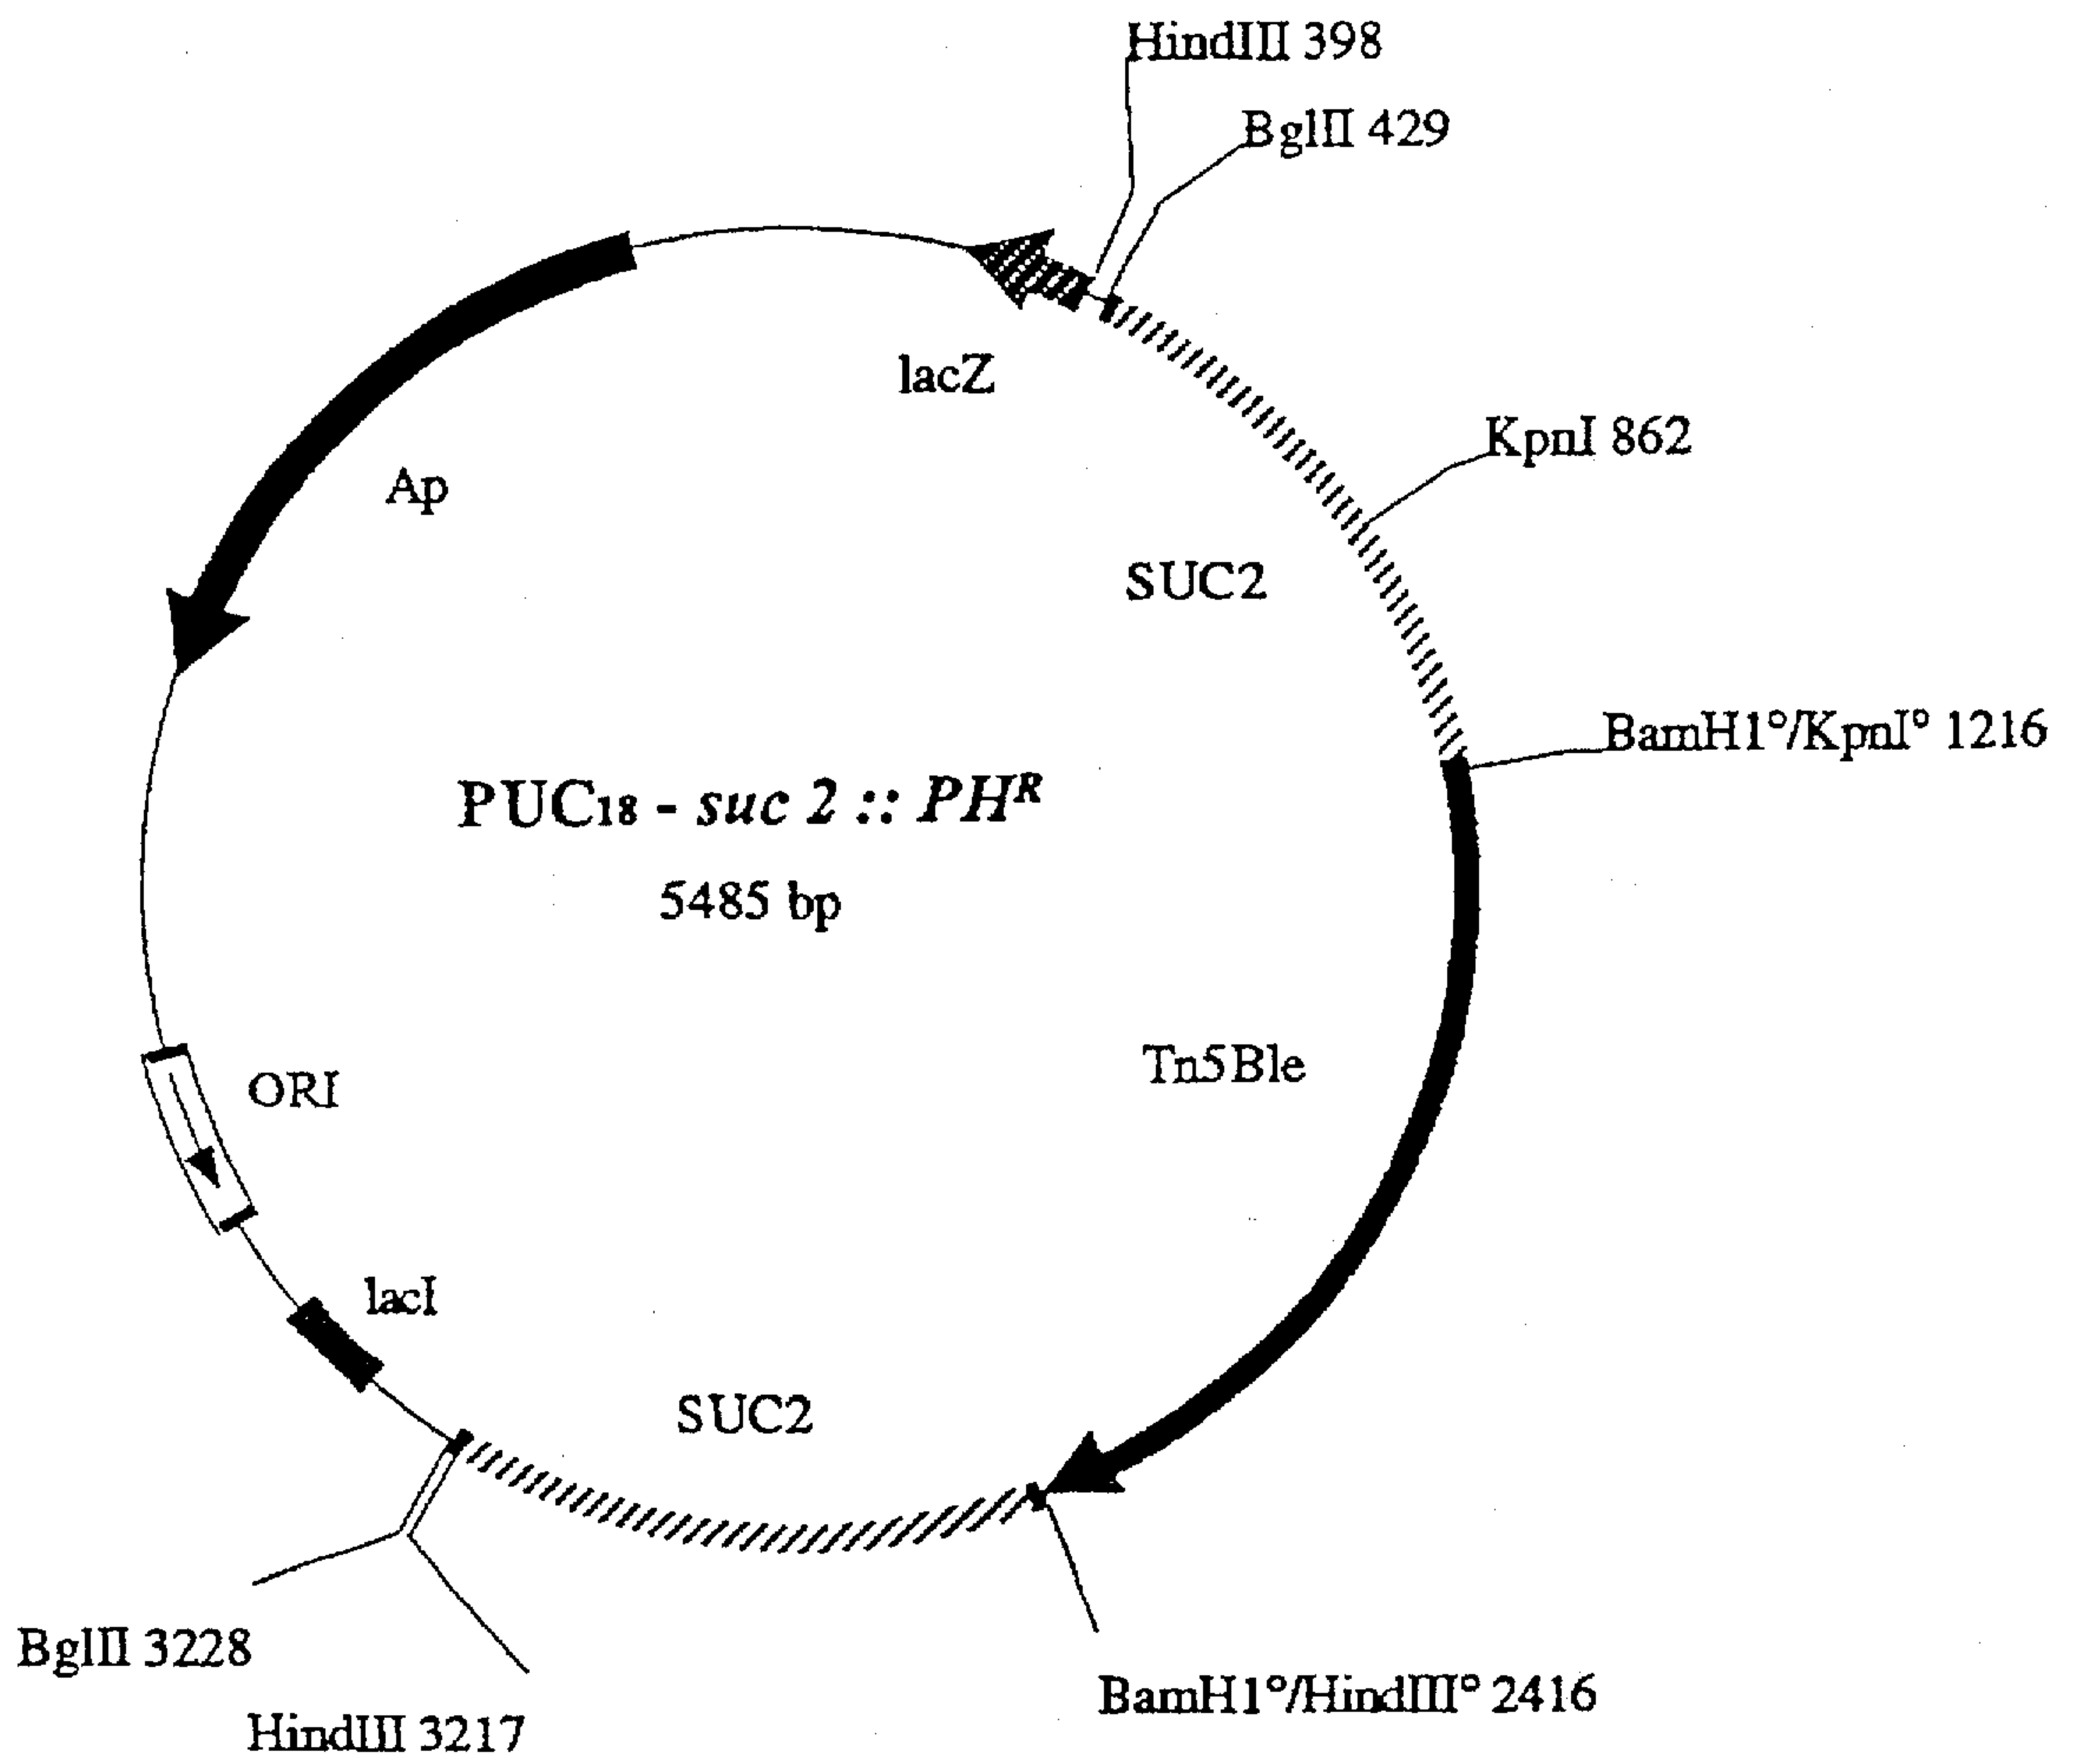 HindIII 398
BglII 429
lacZ
KpnI 862
Ap
SUC2
BamH1°/KpnI° 1216
PUC18 - suc 2 :: PHR
5485 bp
Tn5Ble
ORI
lacI
SUC2
BglII 3228
BamH1°/HindIII° 2416
HindIII 3217